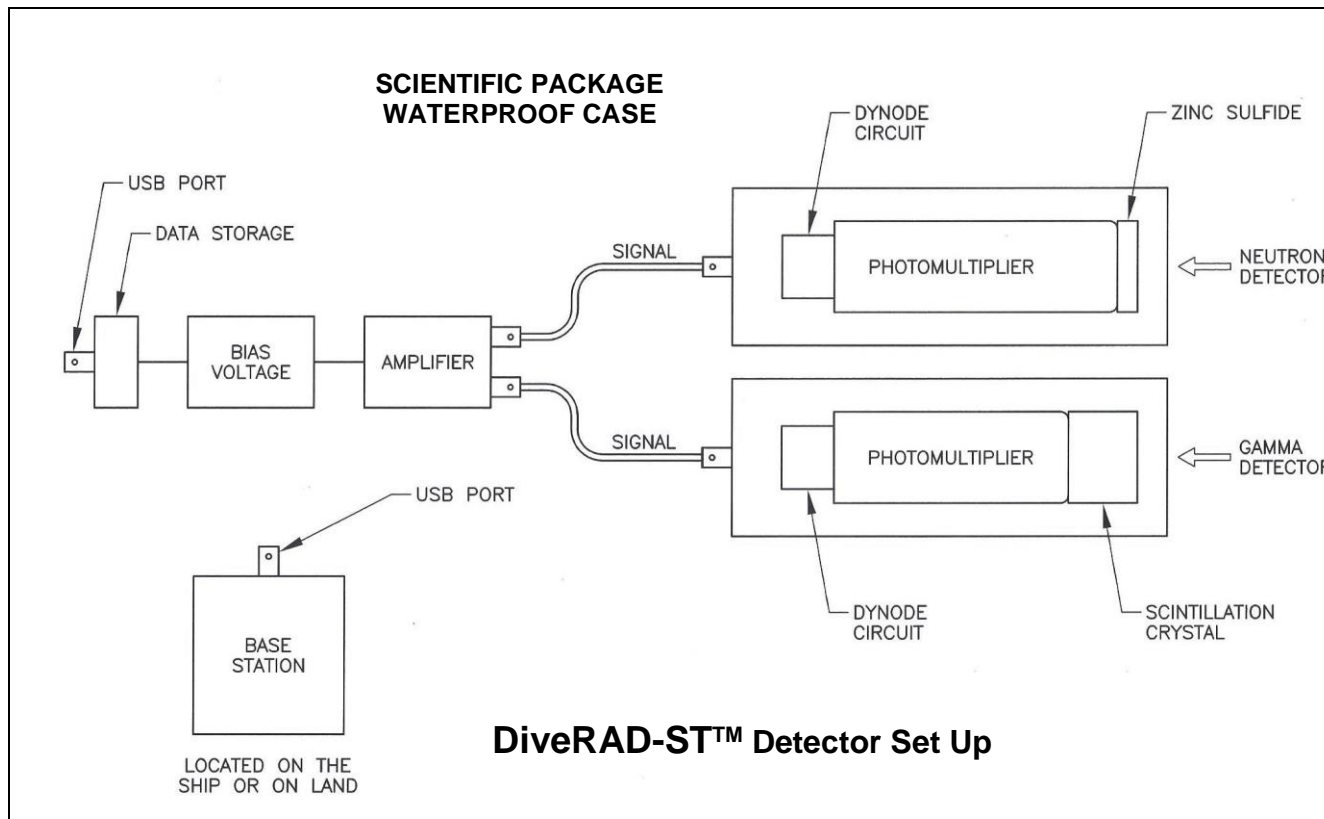 SCIENTIFIC PACKAGE
WATERPROOF CASE
USB PORT
DATA STORAGE
BIAS
VOLTAGE
AMPLIFIER
SIGNAL
SIGNAL
DYNODE
CIRCUIT
ZINC SULFIDE
PHOTOMULTIPLIER
NEUTRON
DETECTOR
PHOTOMULTIPLIER
GAMMA
DETECTOR
DYNODE
CIRCUIT
SCINTILLATION
CRYSTAL
USB PORT
BASE
STATION
LOCATED ON THE
SHIP OR ON LAND
DiveRAD-ST™ Detector Set Up